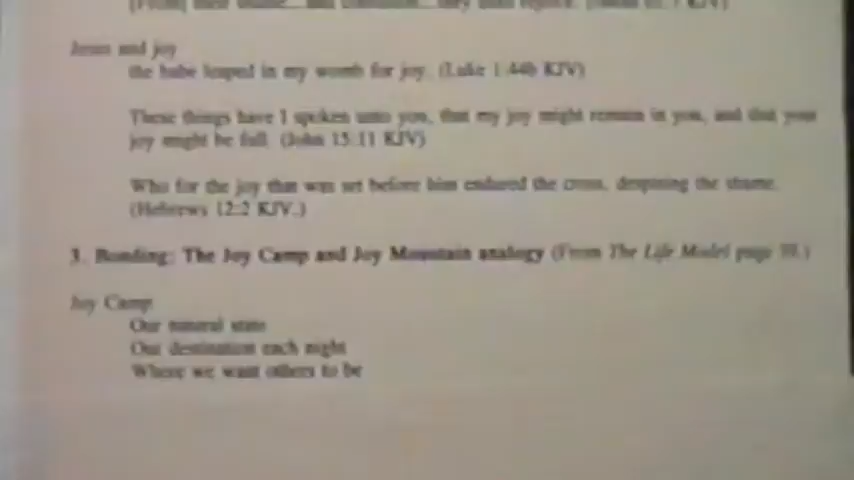 they
Jesus and joy
the babe leaped in my womb for joy. (Luke 1:44b KJV)
These things have I spoken unto you, that my joy might remain in you, and that your
joy might be full. (John 15:11 KJV)
Who for the joy that was set before him endured the cross, despising the shame.
(Hebrews 12:2 KJV.)
3. Bonding: The Joy Camp and Joy Mountain analogy (From The Life Model page
Joy Camp
Our natural state
Our destination each night
Where we want others to be